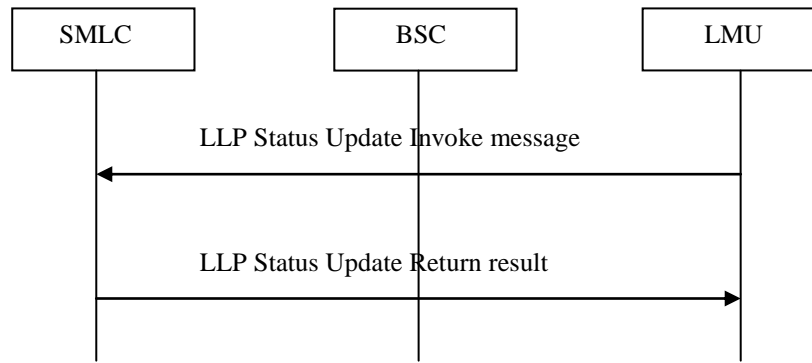 SMLC
BSC
LMU
LLP Status Update Invoke message
LLP Status Update Return result